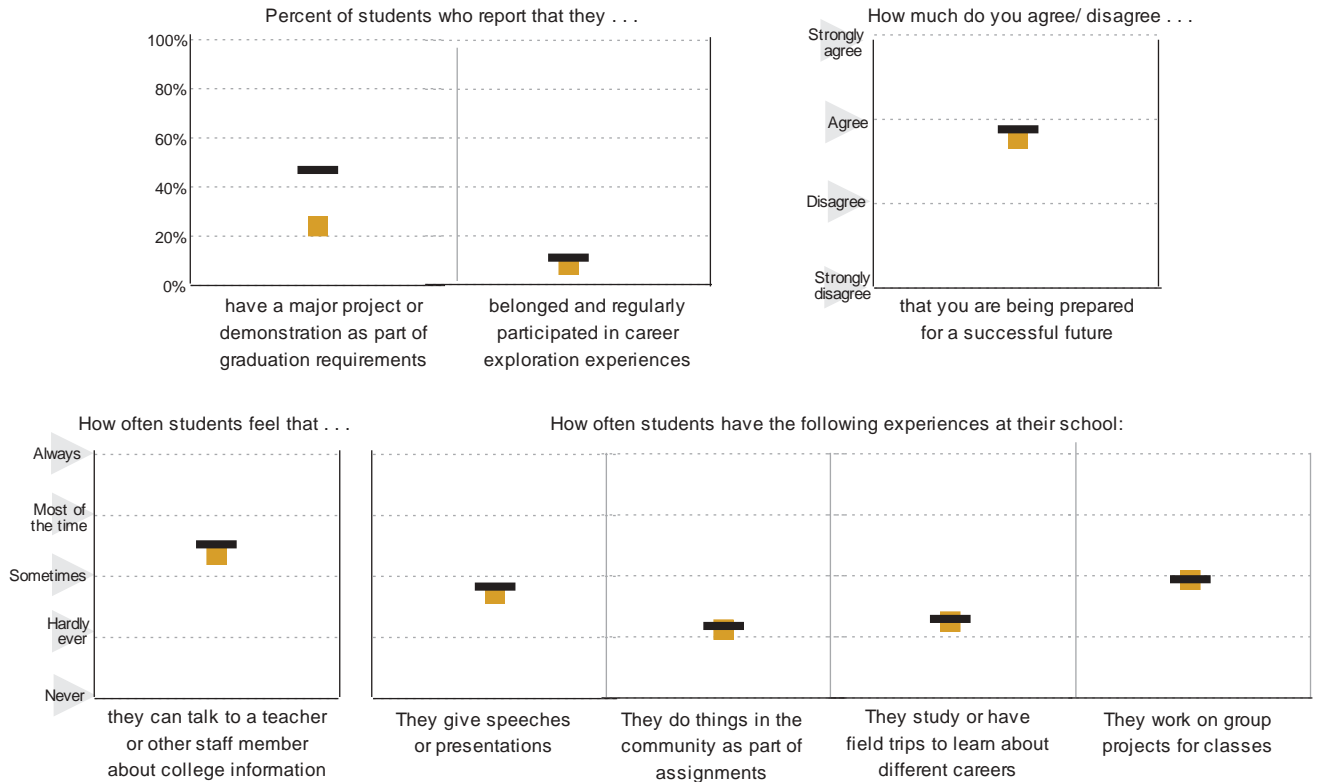 Percent of students who report that they . . .
100%
80%
60%
40%
20%
0%
have a major project or
demonstration as part of
graduation requirements
belonged and regularly
participated in career
exploration experiences
How much do you agree/ disagree . . .
Strongly
agree
Agree
Disagree
Strongly
disagree
that you are being prepared
for a successful future
How often students feel that . . .
Always
Most of
the time
Sometimes
Hardly
ever
Never
they can talk to a teacher
or other staff member
about college information
How often students have the following experiences at their school:
They give speeches
or presentations
They do things in the
community as part of
assignments
They study or have
field trips to learn about
different careers
They work on group
projects for classes